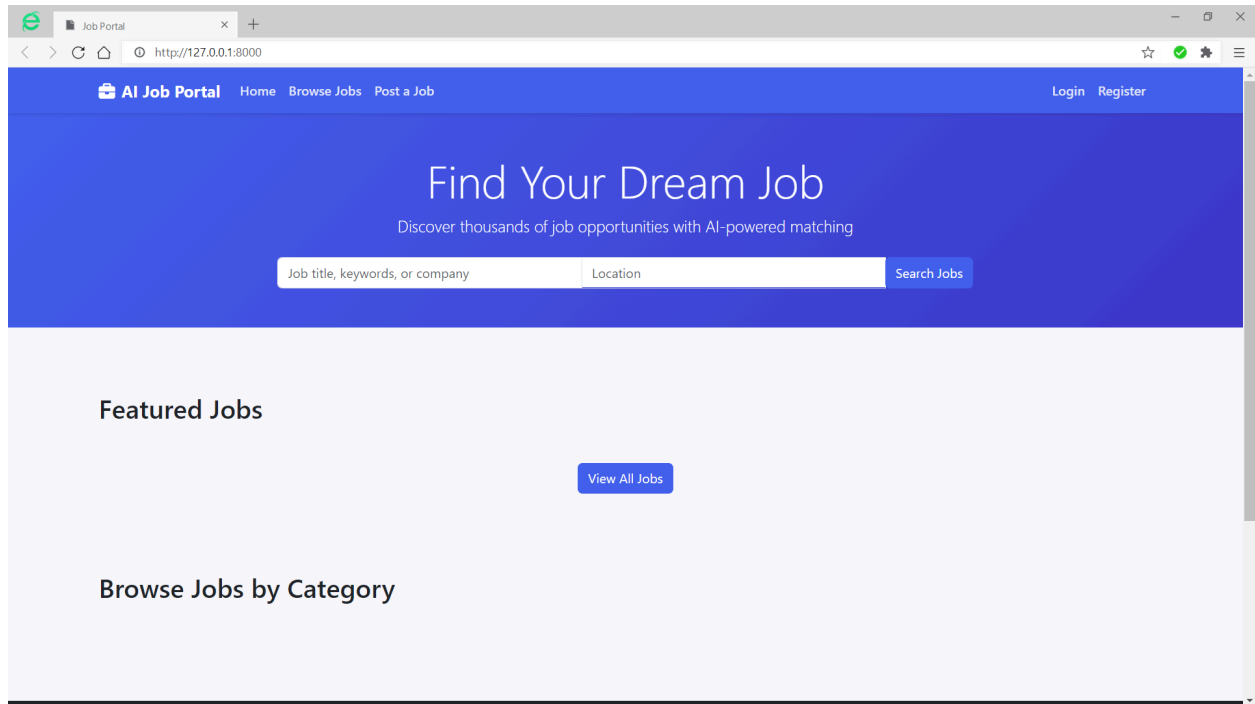 Job Portal
http://127.0.0.1:8000
AI Job Portal Home Browse Jobs Post a Job Login Register
Find Your Dream Job
Discover thousands of job opportunities with AI-powered matching
Job title, keywords, or company Location Search Jobs
Featured Jobs
View All Jobs
Browse Jobs by Category